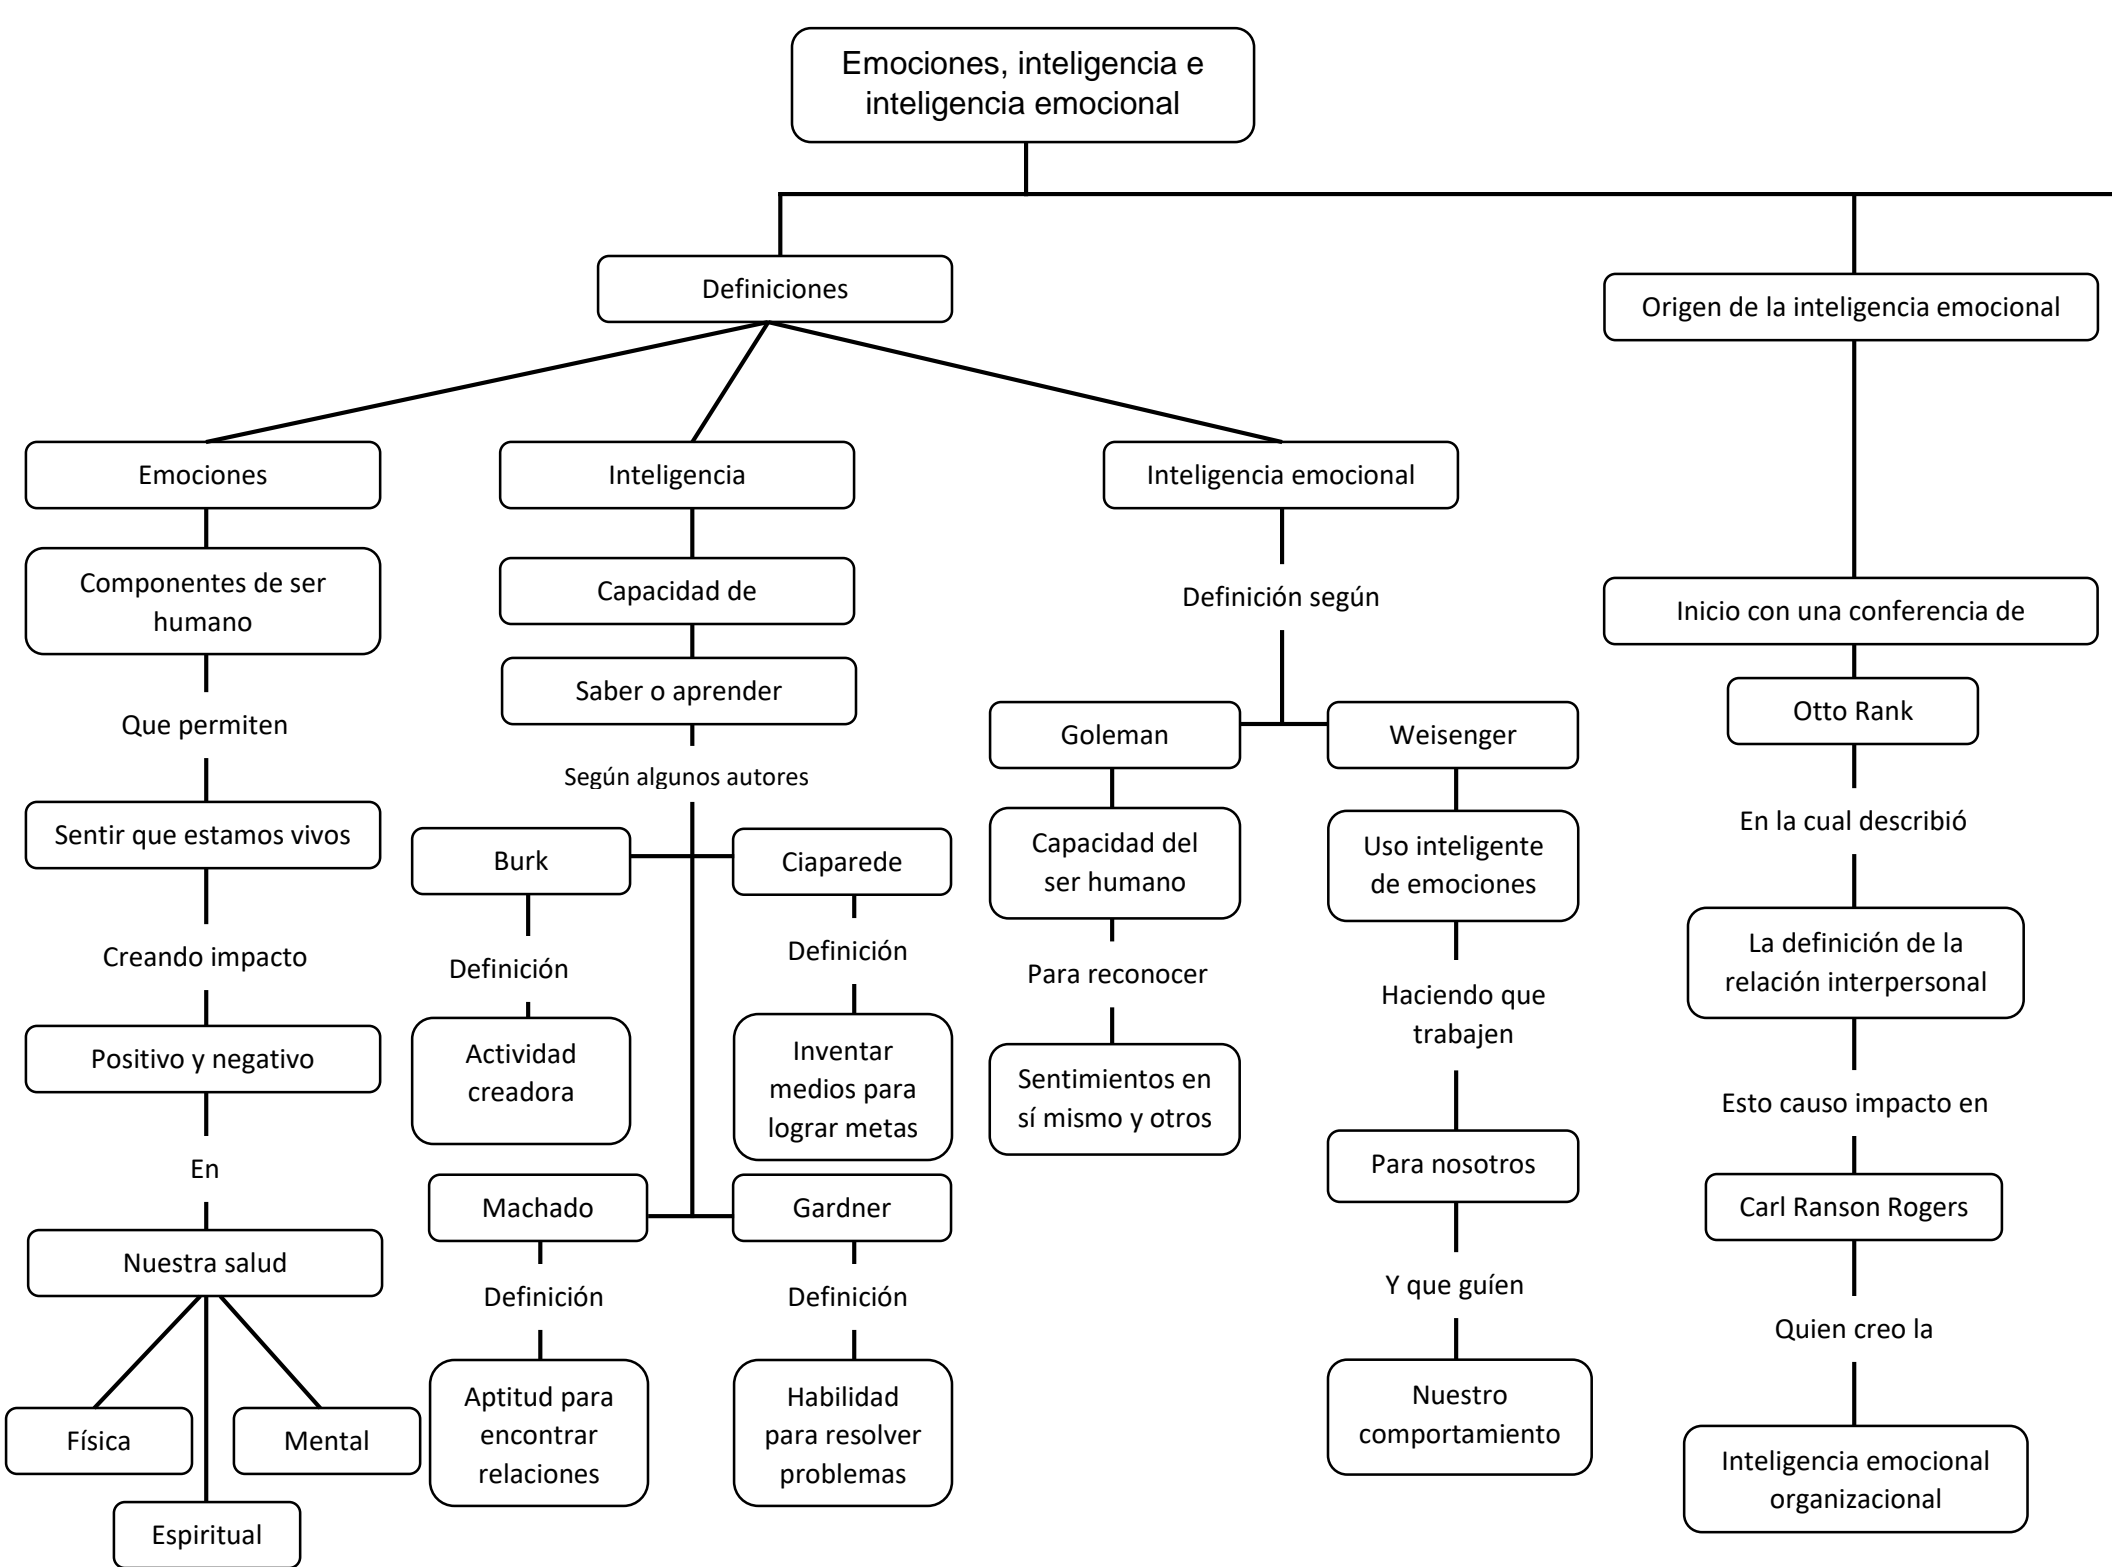 Emociones, inteligencia e
inteligencia emocional
Definiciones
Origen de la inteligencia emocional
Emociones
Inteligencia
Inteligencia emocional
Componentes de ser
humano
Que permiten
Sentir que estamos vivos
Creando impacto
Positivo y negativo
En
Nuestra salud
Física
Mental
Espiritual
Capacidad de
Saber o aprender
Según algunos autores
Burk
Definición
Actividad
creadora
Ciaparede
Definición
Inventar
medios para
lograr metas
Machado
Definición
Aptitud para
encontrar
relaciones
Gardner
Definición
Habilidad
para resolver
problemas
Definición según
Goleman
Capacidad del
ser humano
Para reconocer
Sentimientos en
sí mismo y otros
Weisenger
Uso inteligente
de emociones
Haciendo que
trabajen
Para nosotros
Y que guíen
Nuestro
comportamiento
Inicio con una conferencia de
Otto Rank
En la cual describió
La definición de la
relación interpersonal
Esto causo impacto en
Carl Ranson Rogers
Quien creo la
Inteligencia emocional
organizacional